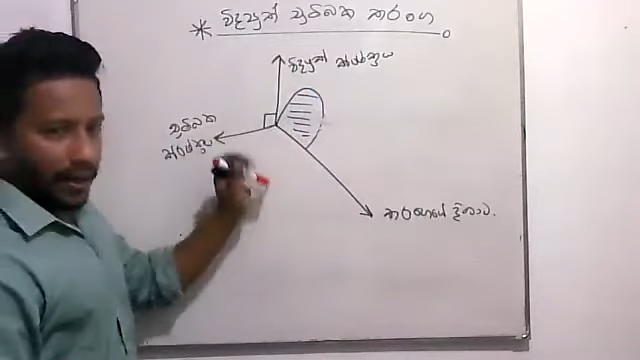 විද්‍යුත් චුම්බක තරංග
විද්‍යුත් ක්ෂේත්‍රය
චුම්බක
ක්ෂේත්‍රය
තරංගයේ දිශාව.